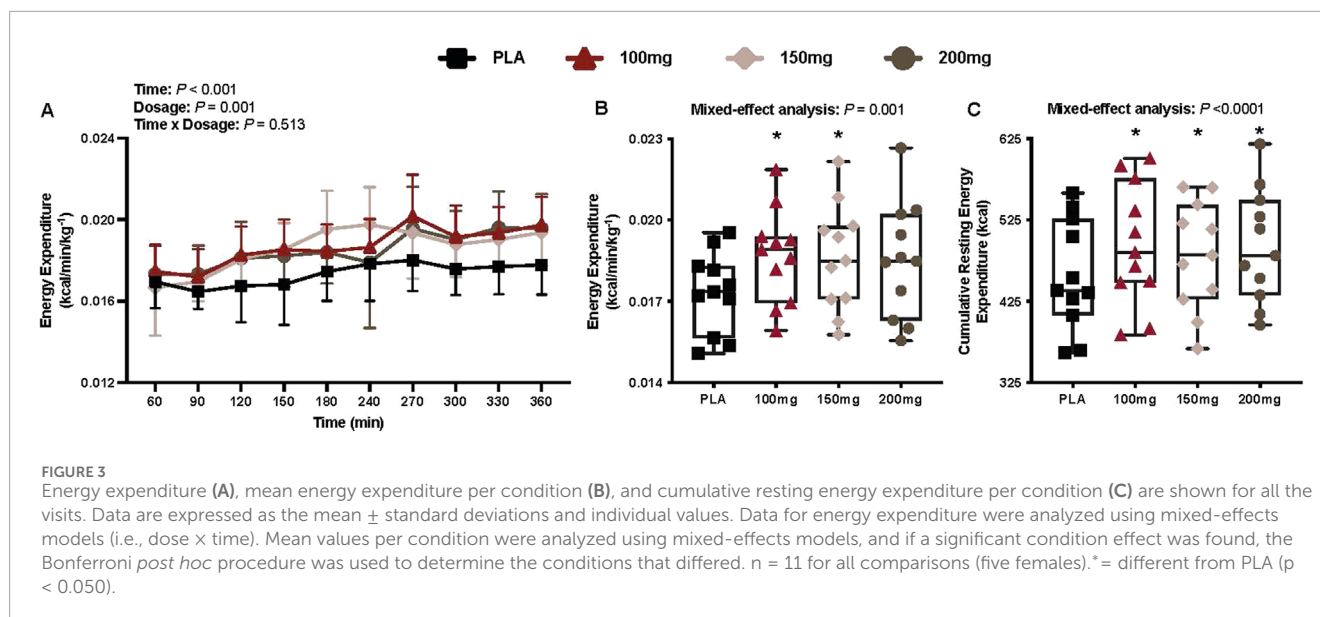 PLA 100mg 150mg 200mg
A
Time: P < 0.001
Dosage: P = 0.001
Time x Dosage: P = 0.513
Energy Expenditure
(kcal/min/kg-1)
0.024
0.020
0.016
0.012
60 90 120 150 180 240 270 300 330 360
Time (min)
B
Mixed-effect analysis: P = 0.001
* *
Energy Expenditure
(kcal/min/kg-1)
0.023
0.020
0.017
0.014
PLA 100mg 150mg 200mg
C
Mixed-effect analysis: P <0.0001
* * *
Cumulative Resting Energy
Expenditure (kcal)
625
525
425
325
PLA 100mg 150mg 200mg
FIGURE 3
Energy expenditure (A), mean energy expenditure per condition (B), and cumulative resting energy expenditure per condition (C) are shown for all the
visits. Data are expressed as the mean ± standard deviations and individual values. Data for energy expenditure were analyzed using mixed-effects
models (i.e., dose × time). Mean values per condition were analyzed using mixed-effects models, and if a significant condition effect was found, the
Bonferroni post hoc procedure was used to determine the conditions that differed. n = 11 for all comparisons (five females).* = different from PLA (p
< 0.050).